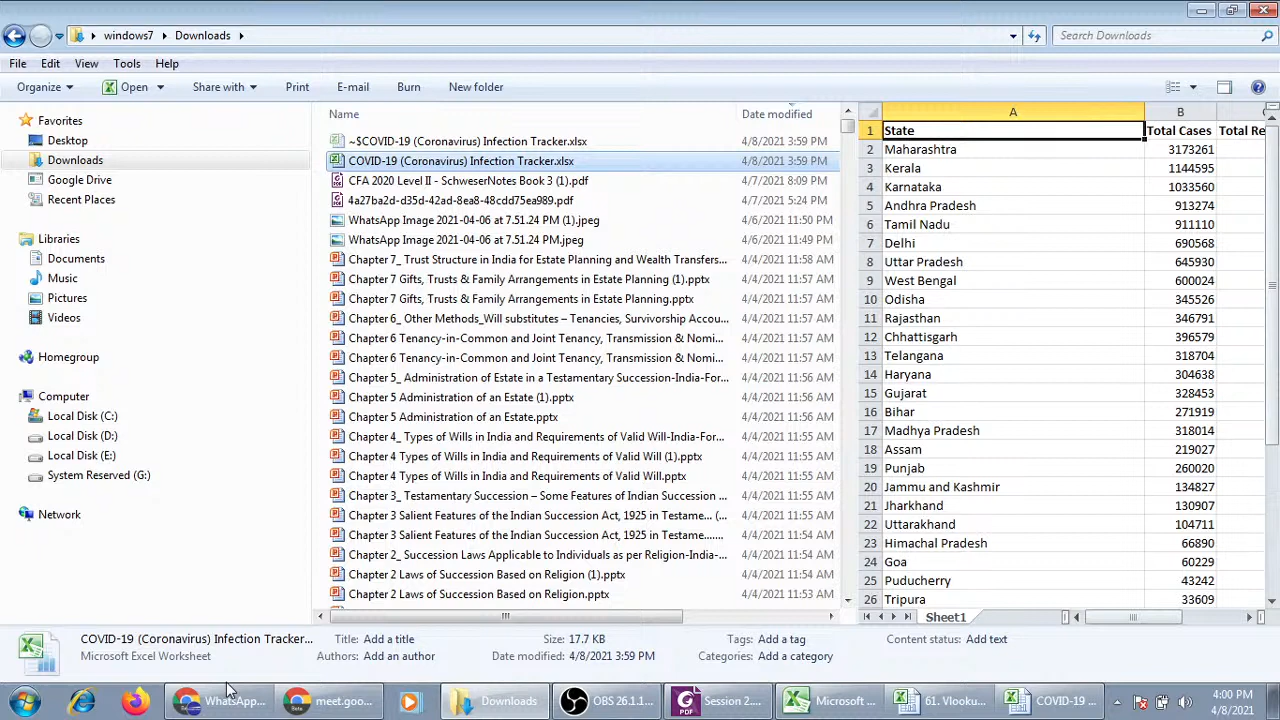 windows7
Downloads
Search Downloads
File Edit View Tools Help
Organize Open Share with Print E-mail Burn New folder
Favorites
Desktop
Downloads
Google Drive
Recent Places
Libraries
Documents
Music
Pictures
Videos
Homegroup
Computer
Local Disk (C:)
Local Disk (D:)
Local Disk (E:)
System Reserved (G:)
Network
Name Date modified
~$COVID-19 (Coronavirus) Infection Tracker.xlsx 4/8/2021 3:59 PM
COVID-19 (Coronavirus) Infection Tracker.xlsx 4/8/2021 3:59 PM
CFA 2020 Level II - SchweserNotes Book 3 (1).pdf 4/7/2021 8:09 PM
4a27ba2d-d35d-42ad-8ea8-48cdd75ea989.pdf 4/7/2021 5:24 PM
WhatsApp Image 2021-04-06 at 7.51.24 PM (1).jpeg 4/6/2021 11:50 PM
WhatsApp Image 2021-04-06 at 7.51.24 PM.jpeg 4/6/2021 11:49 PM
Chapter 7_ Trust Structure in India for Estate Planning and Wealth Transfers... 4/4/2021 11:58 AM
Chapter 7 Gifts, Trusts & Family Arrangements in Estate Planning (1).pptx 4/4/2021 11:58 AM
Chapter 7 Gifts, Trusts & Family Arrangements in Estate Planning.pptx 4/4/2021 11:58 AM
Chapter 6_ Other Methods_Will substitutes – Tenancies, Survivorship Accou... 4/4/2021 11:57 AM
Chapter 6 Tenancy-in-Common and Joint Tenancy, Transmission & Nomi... 4/4/2021 11:57 AM
Chapter 6 Tenancy-in-Common and Joint Tenancy, Transmission & Nomi... 4/4/2021 11:57 AM
Chapter 5_ Administration of Estate in a Testamentary Succession-India-For... 4/4/2021 11:56 AM
Chapter 5 Administration of an Estate (1).pptx 4/4/2021 11:56 AM
Chapter 5 Administration of an Estate.pptx 4/4/2021 11:56 AM
Chapter 4_ Types of Wills in India and Requirements of Valid Will-India-For... 4/4/2021 11:56 AM
Chapter 4 Types of Wills in India and Requirements of Valid Will (1).pptx 4/4/2021 11:56 AM
Chapter 4 Types of Wills in India and Requirements of Valid Will.pptx 4/4/2021 11:56 AM
Chapter 3_ Testamentary Succession – Some Features of Indian Succession ... 4/4/2021 11:55 AM
Chapter 3 Salient Features of the Indian Succession Act, 1925 in Testame... (... 4/4/2021 11:55 AM
Chapter 3 Salient Features of the Indian Succession Act, 1925 in Testame.... 4/4/2021 11:55 AM
Chapter 2_ Succession Laws Applicable to Individuals as per Religion-India-... 4/4/2021 11:54 AM
Chapter 2 Laws of Succession Based on Religion (1).pptx 4/4/2021 11:54 AM
Chapter 2 Laws of Succession Based on Religion.pptx 4/4/2021 11:53 AM
A B
1 State Total Cases Total Re
2 Maharashtra 3173261
3 Kerala 1144595
4 Karnataka 1033560
5 Andhra Pradesh 913274
6 Tamil Nadu 911110
7 Delhi 690568
8 Uttar Pradesh 645930
9 West Bengal 600024
10 Odisha 345526
11 Rajasthan 346791
12 Chhattisgarh 396579
13 Telangana 318704
14 Haryana 304638
15 Gujarat 328453
16 Bihar 271919
17 Madhya Pradesh 318014
18 Assam 219027
19 Punjab 260020
20 Jammu and Kashmir 134827
21 Jharkhand 130907
22 Uttarakhand 104711
23 Himachal Pradesh 66890
24 Goa 60229
25 Puducherry 43242
26 Tripura 33609
Sheet1
COVID-19 (Coronavirus) Infection Tracker... Title: Add a title Size: 17.7 KB Tags: Add a tag Content status: Add text
Microsoft Excel Worksheet Authors: Add an author Date modified: 4/8/2021 3:59 PM Categories: Add a category
WhatsApp... meet.goo... Downloads OBS 26.1.1... Session 2.... Microsoft ... 61. Vlooku... COVID-19 ... 4:00 PM
4/8/2021